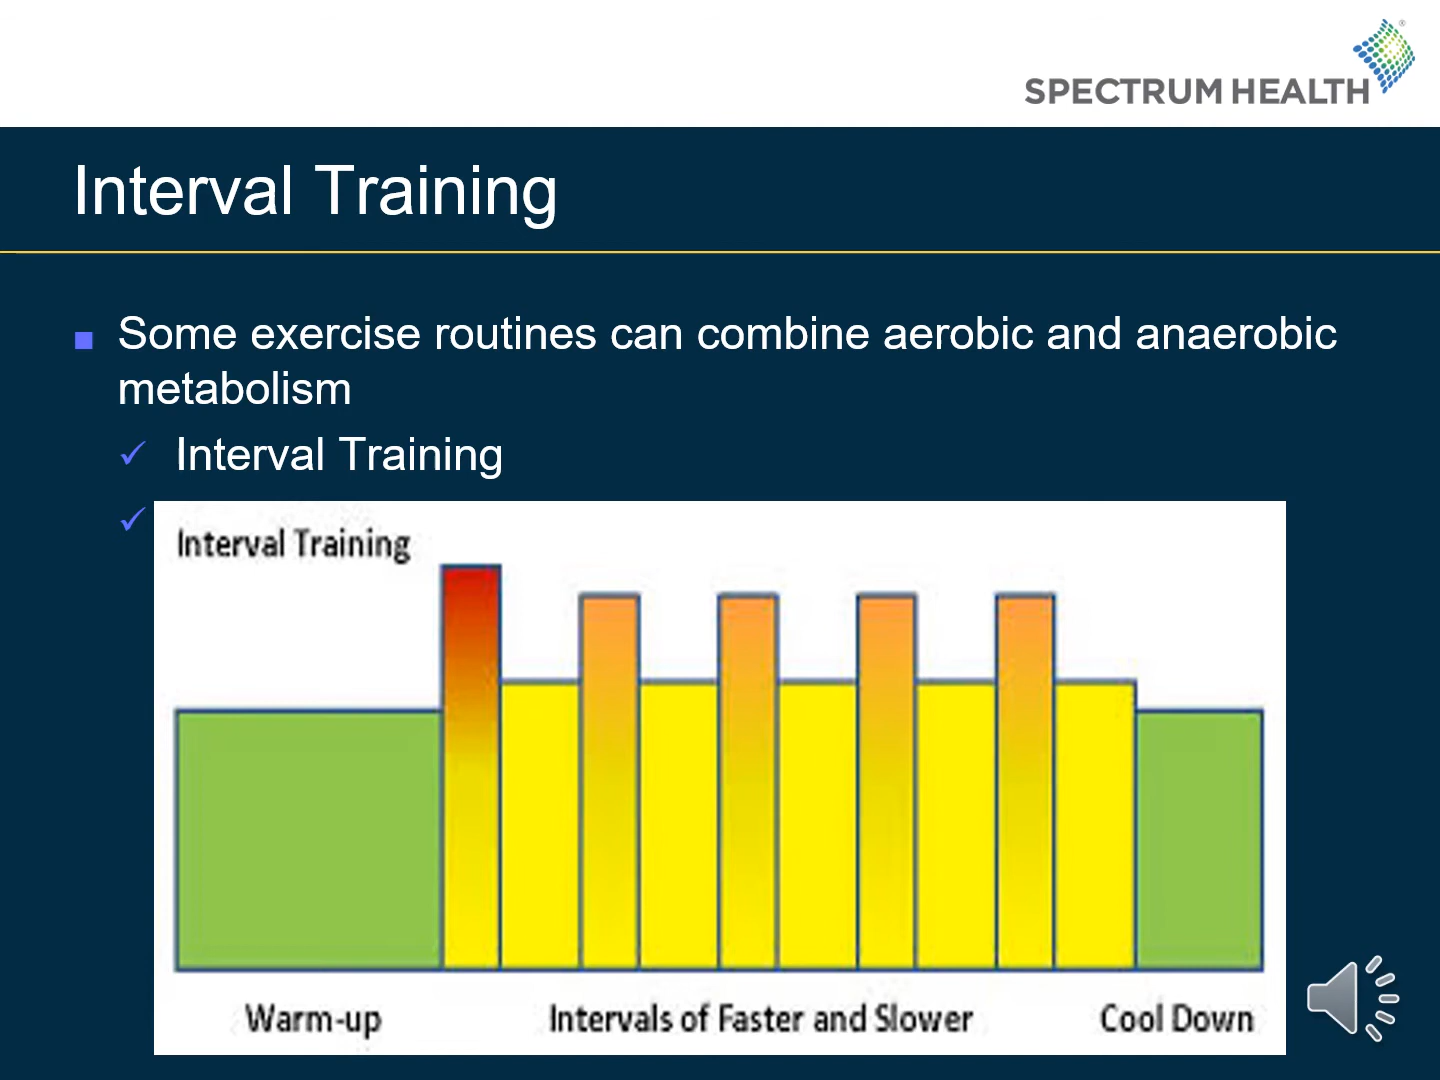 SPECTRUM HEALTH
Interval Training
Some exercise routines can combine aerobic and anaerobic
metabolism
Interval Training
Interval Training
Warm-up Intervals of Faster and Slower Cool Down